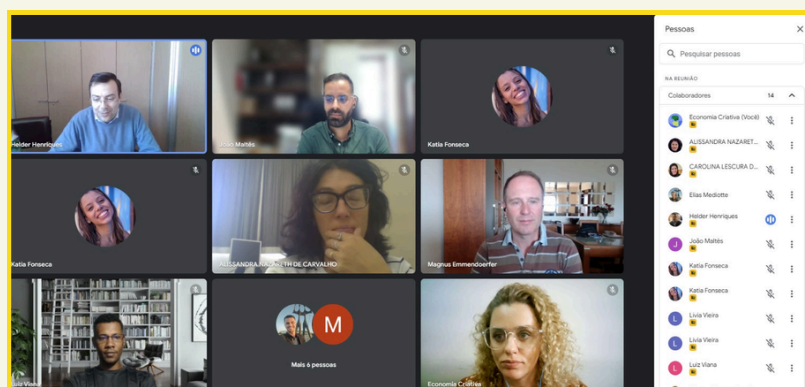 Helder Henriques
João Maltês
Katia Fonseca
Katia Fonseca
ALISSANDRA NAZARETH DE CARVALHO
Magnus Emmendoerfer
Luiz Viana
M
Mais 6 pessoas
Economia Criativa
Pessoas
Pesquisar pessoas
NA REUNIÃO
Colaboradores 14
Economia Criativa (Você)
ALISSANDRA NAZARET...
CAROLINA LESCURA D...
Elias Mediotte
Helder Henriques
J João Maltês
Katia Fonseca
Katia Fonseca
L Livia Vieira
L Livia Vieira
L Luiz Viana